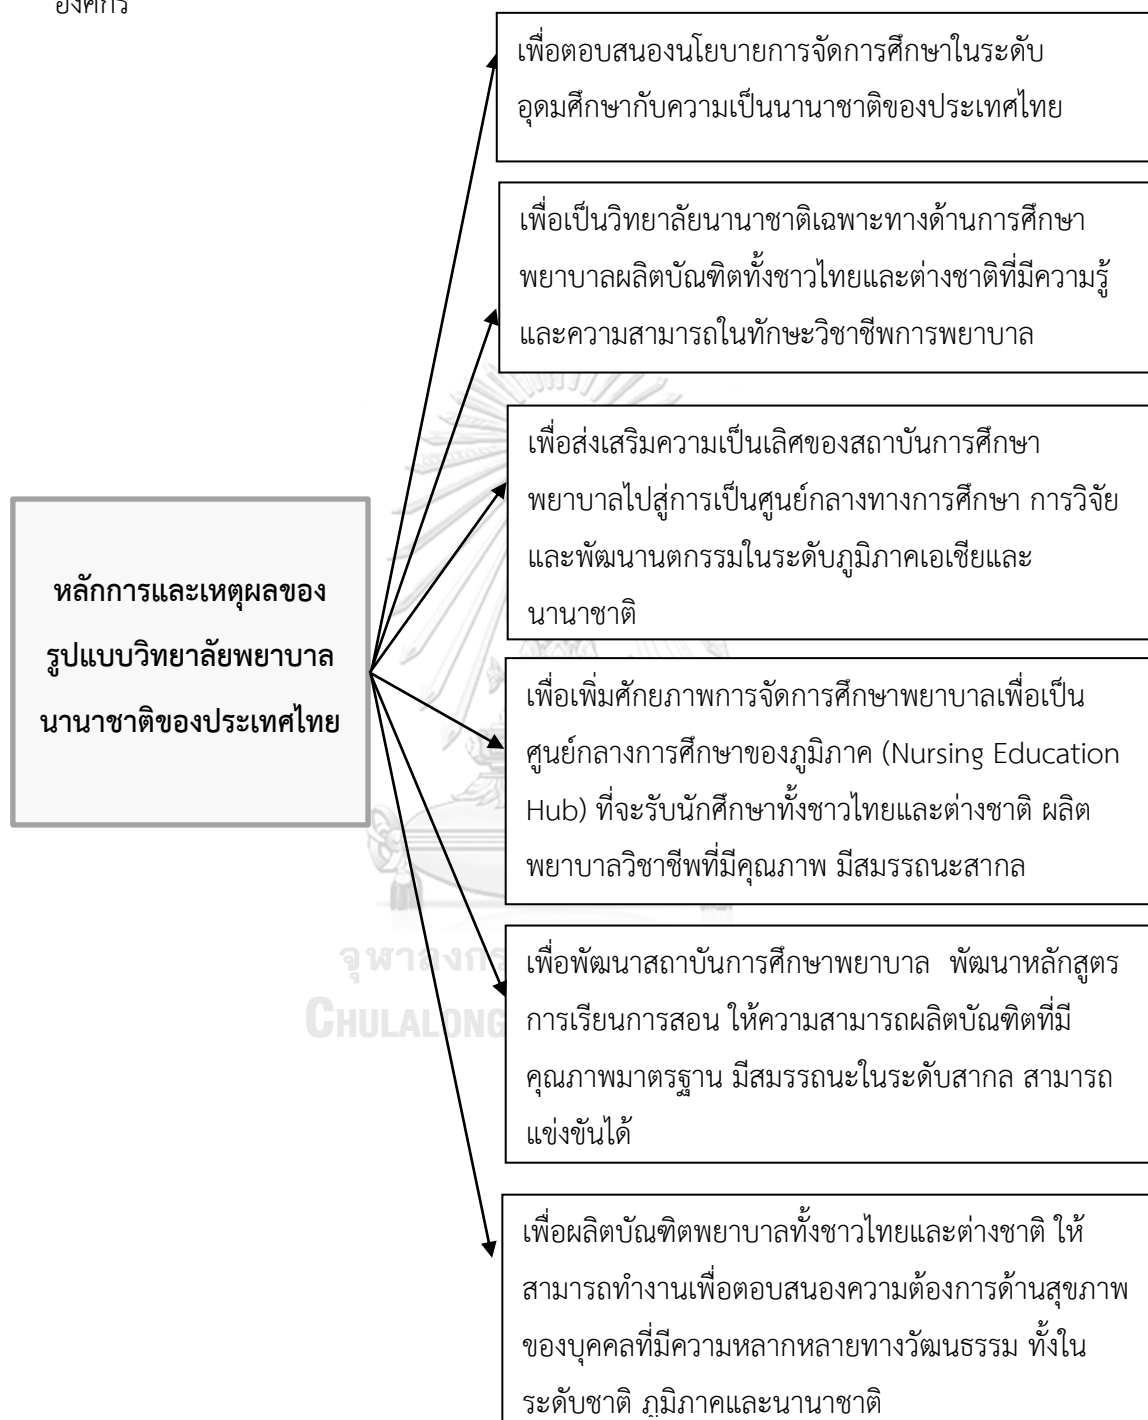 องค์กร
เพื่อตอบสนองนโยบายการจัดการศึกษาในระดับ
อุดมศึกษากับความเป็นนานาชาติของประเทศไทย
เพื่อเป็นวิทยาลัยนานาชาติเฉพาะทางด้านการศึกษา
พยาบาลผลิตบัณฑิตทั้งชาวไทยและต่างชาติที่มีความรู้
และความสามารถในทักษะวิชาชีพการพยาบาล
เพื่อส่งเสริมความเป็นเลิศของสถาบันการศึกษา
พยาบาลไปสู่การเป็นศูนย์กลางทางการศึกษา การวิจัย
และพัฒนานตกรรมในระดับภูมิภาคเอเชียและ
นานาชาติ
หลักการและเหตุผลของ
รูปแบบวิทยาลัยพยาบาล
นานาชาติของประเทศไทย
เพื่อเพิ่มศักยภาพการจัดการศึกษาพยาบาลเพื่อเป็น
ศูนย์กลางการศึกษาของภูมิภาค (Nursing Education
Hub) ที่จะรับนักศึกษาทั้งชาวไทยและต่างชาติ ผลิต
พยาบาลวิชาชีพที่มีคุณภาพ มีสมรรถนะสากล
เพื่อพัฒนาสถาบันการศึกษาพยาบาล พัฒนาหลักสูตร
การเรียนการสอน ให้ความสามารถผลิตบัณฑิตที่มี
คุณภาพมาตรฐาน มีสมรรถนะในระดับสากล สามารถ
แข่งขันได้
จุฬาลงกร
CHULALONG
เพื่อผลิตบัณฑิตพยาบาลทั้งชาวไทยและต่างชาติ ให้
สามารถทำงานเพื่อตอบสนองความต้องการด้านสุขภาพ
ของบุคคลที่มีความหลากหลายทางวัฒนธรรม ทั้งใน
ระดับชาติ ภูมิภาคและนานาชาติ